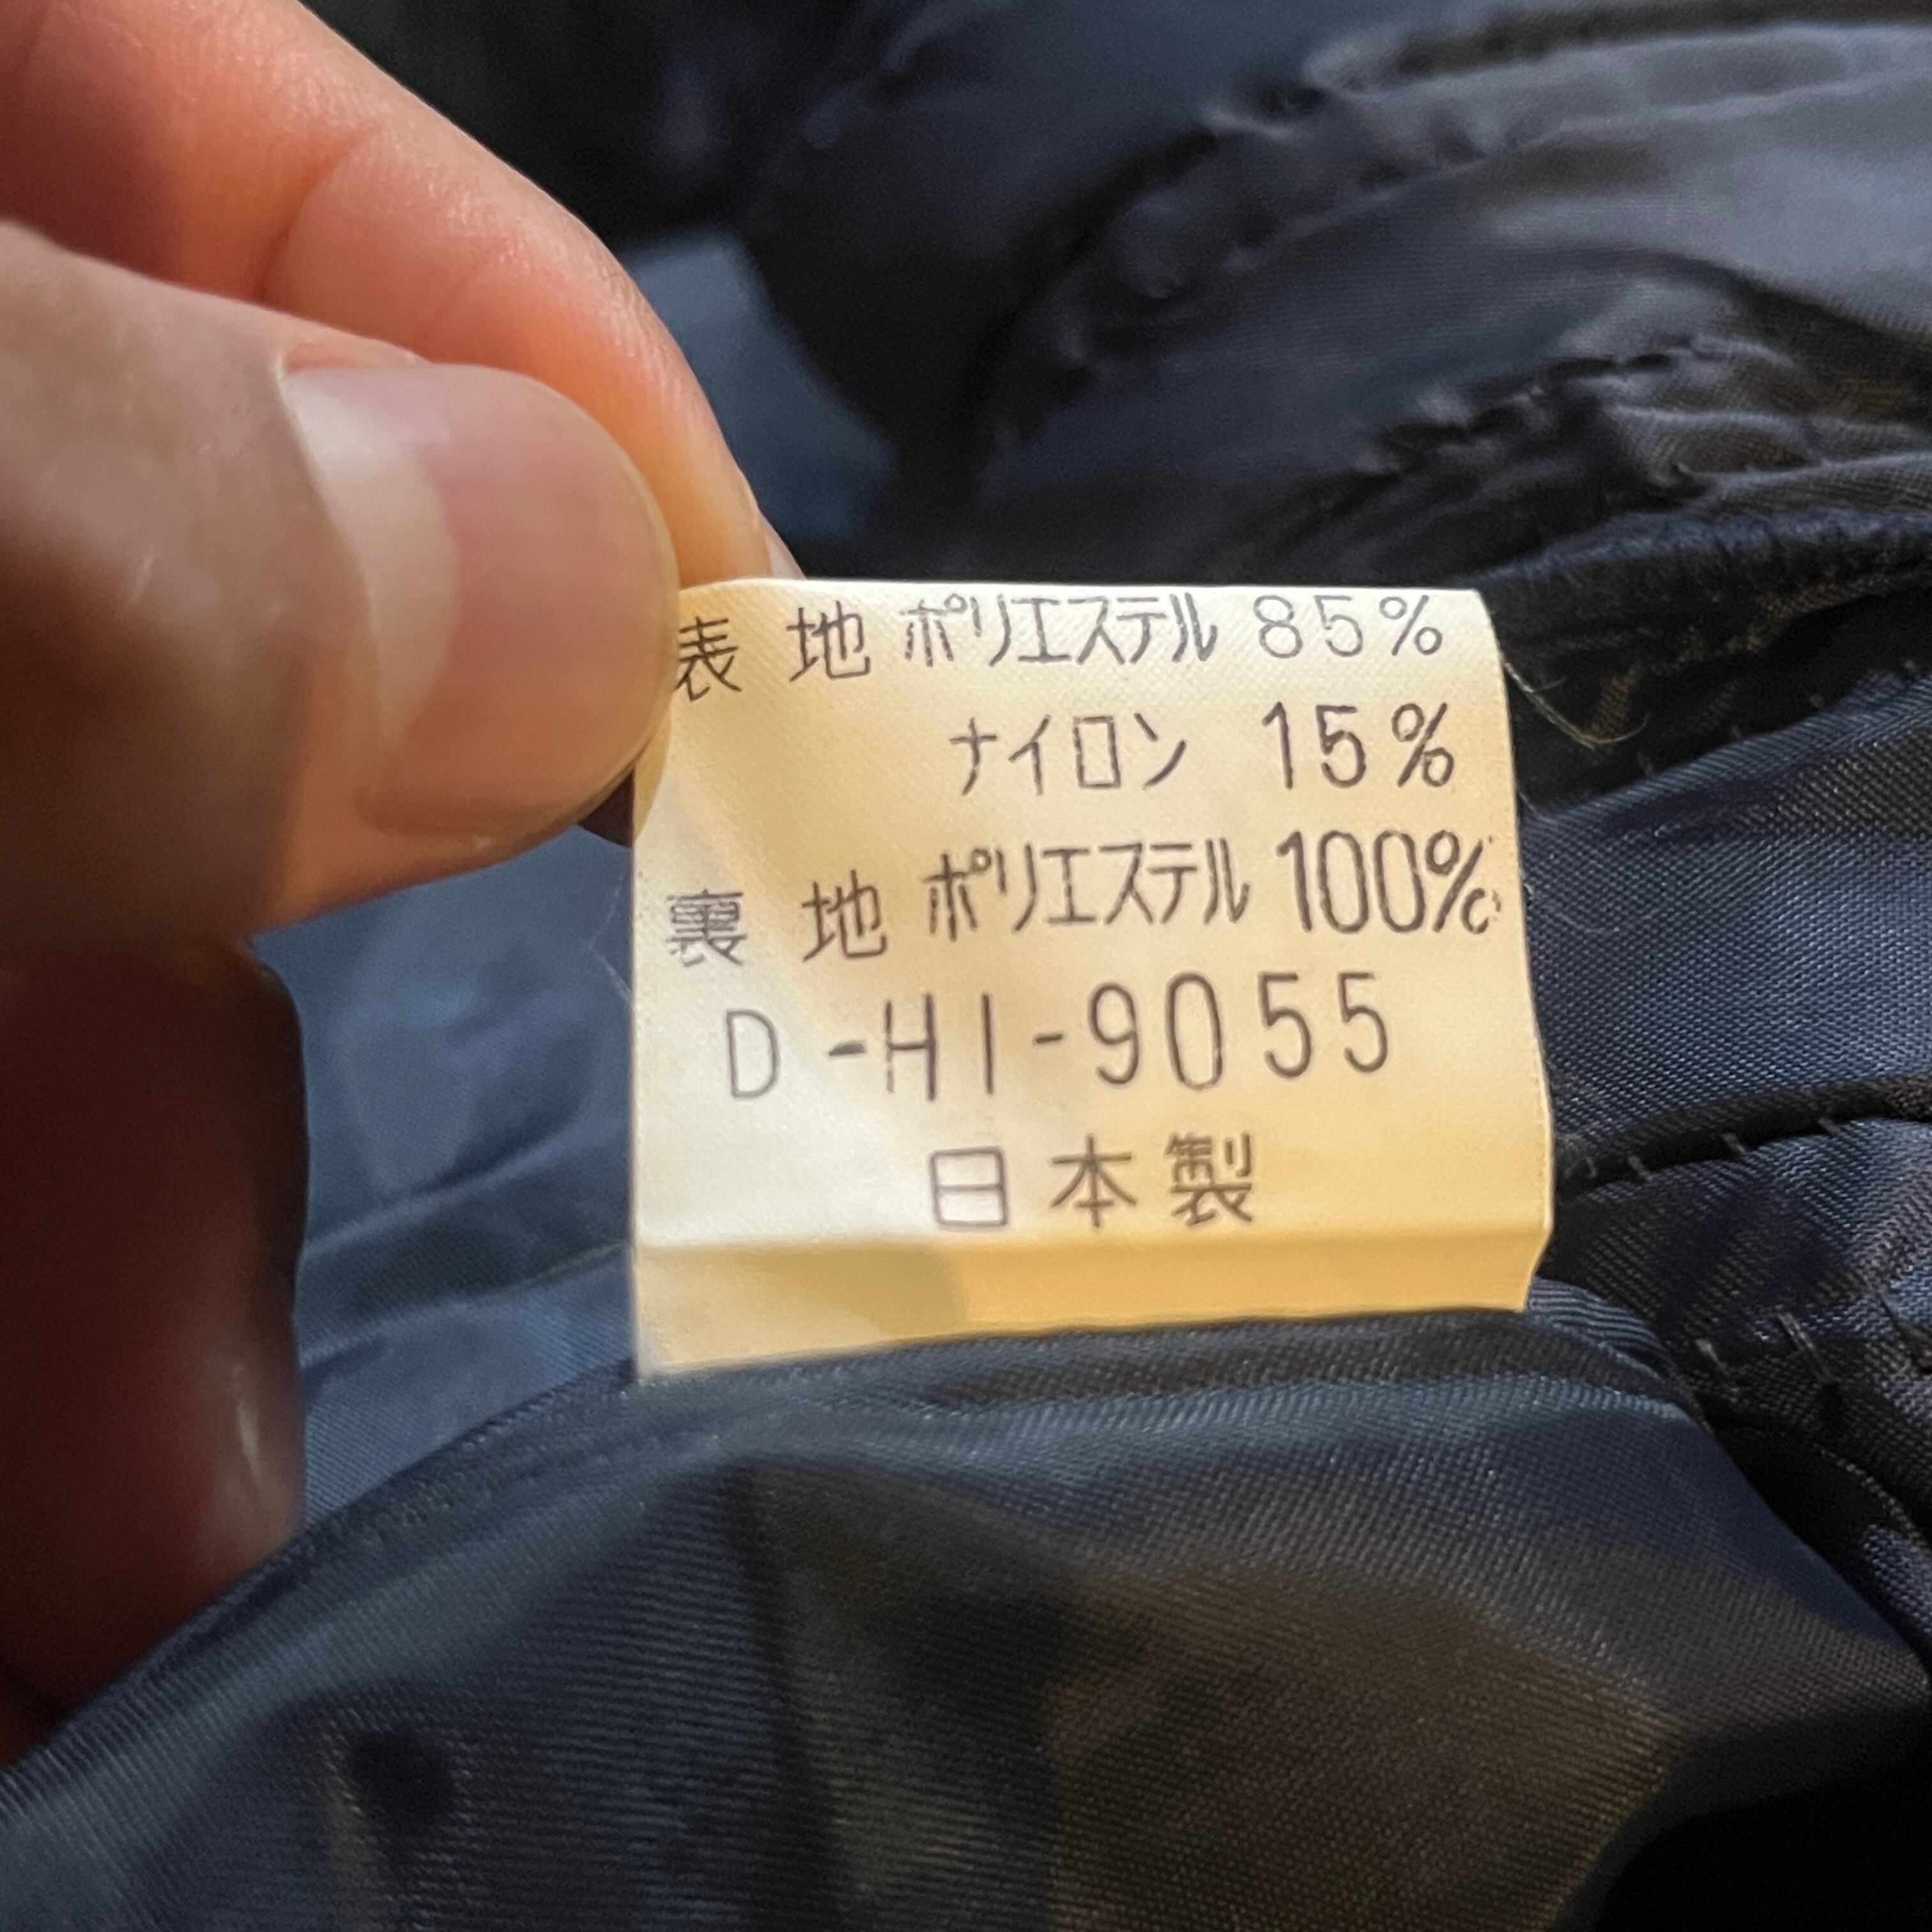 表地 ポリエステル 85%
ナイロン 15%
裏地 ポリエステル 100%
D-HI-9055
日本製